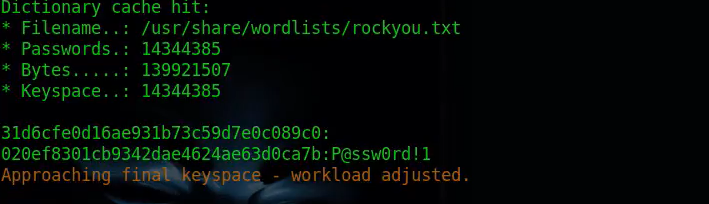 Dictionary cache hit:
* Filename..: /usr/share/wordlists/rockyou.txt
* Passwords.: 14344385
* Bytes.....: 139921507
* Keyspace..: 14344385
31d6cfe0d16ae931b73c59d7e0c089c0:
020ef8301cb9342dae4624ae63d0ca7b:P@ssw0rd!1
Approaching final keyspace - workload adjusted.